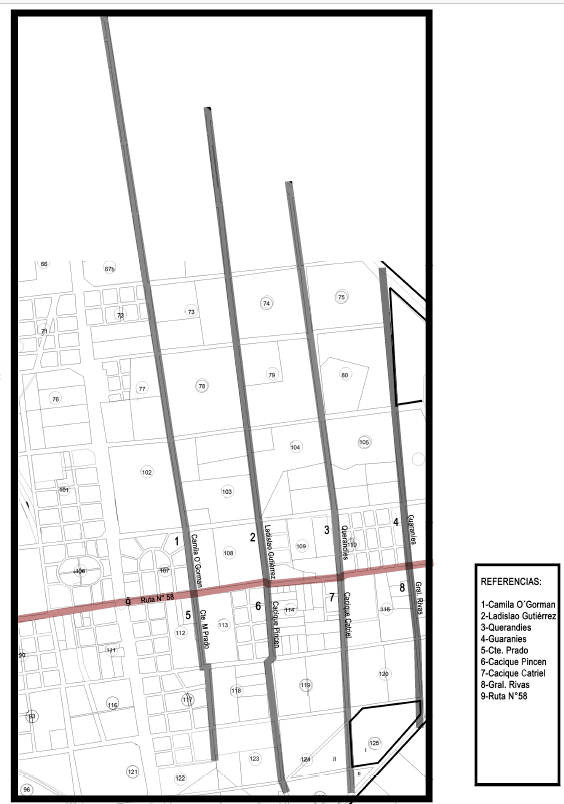 66
67b
71
72
73
74
75
76
77
78
79
80
101
102
103
104
105
106
107
108
109
110
1
2
3
4
Camila O´Gorman
Ladislao Gutiérrez
Querandies
Guaranies
9 Ruta N° 58
5
6
7
8
Cte. M Prado
Cacique Pincen
Cacique Catriel
Gral. Rivas
90
111
112
113
114
115
93
116
117
118
119
120
96
121
122
123
124
125
I
II
II
REFERENCIAS:
1-Camila O´Gorman
2-Ladislao Gutiérrez
3-Querandies
4-Guaranies
5-Cte. Prado
6-Cacique Pincen
7-Cacique Catriel
8-Gral. Rivas
9-Ruta N°58